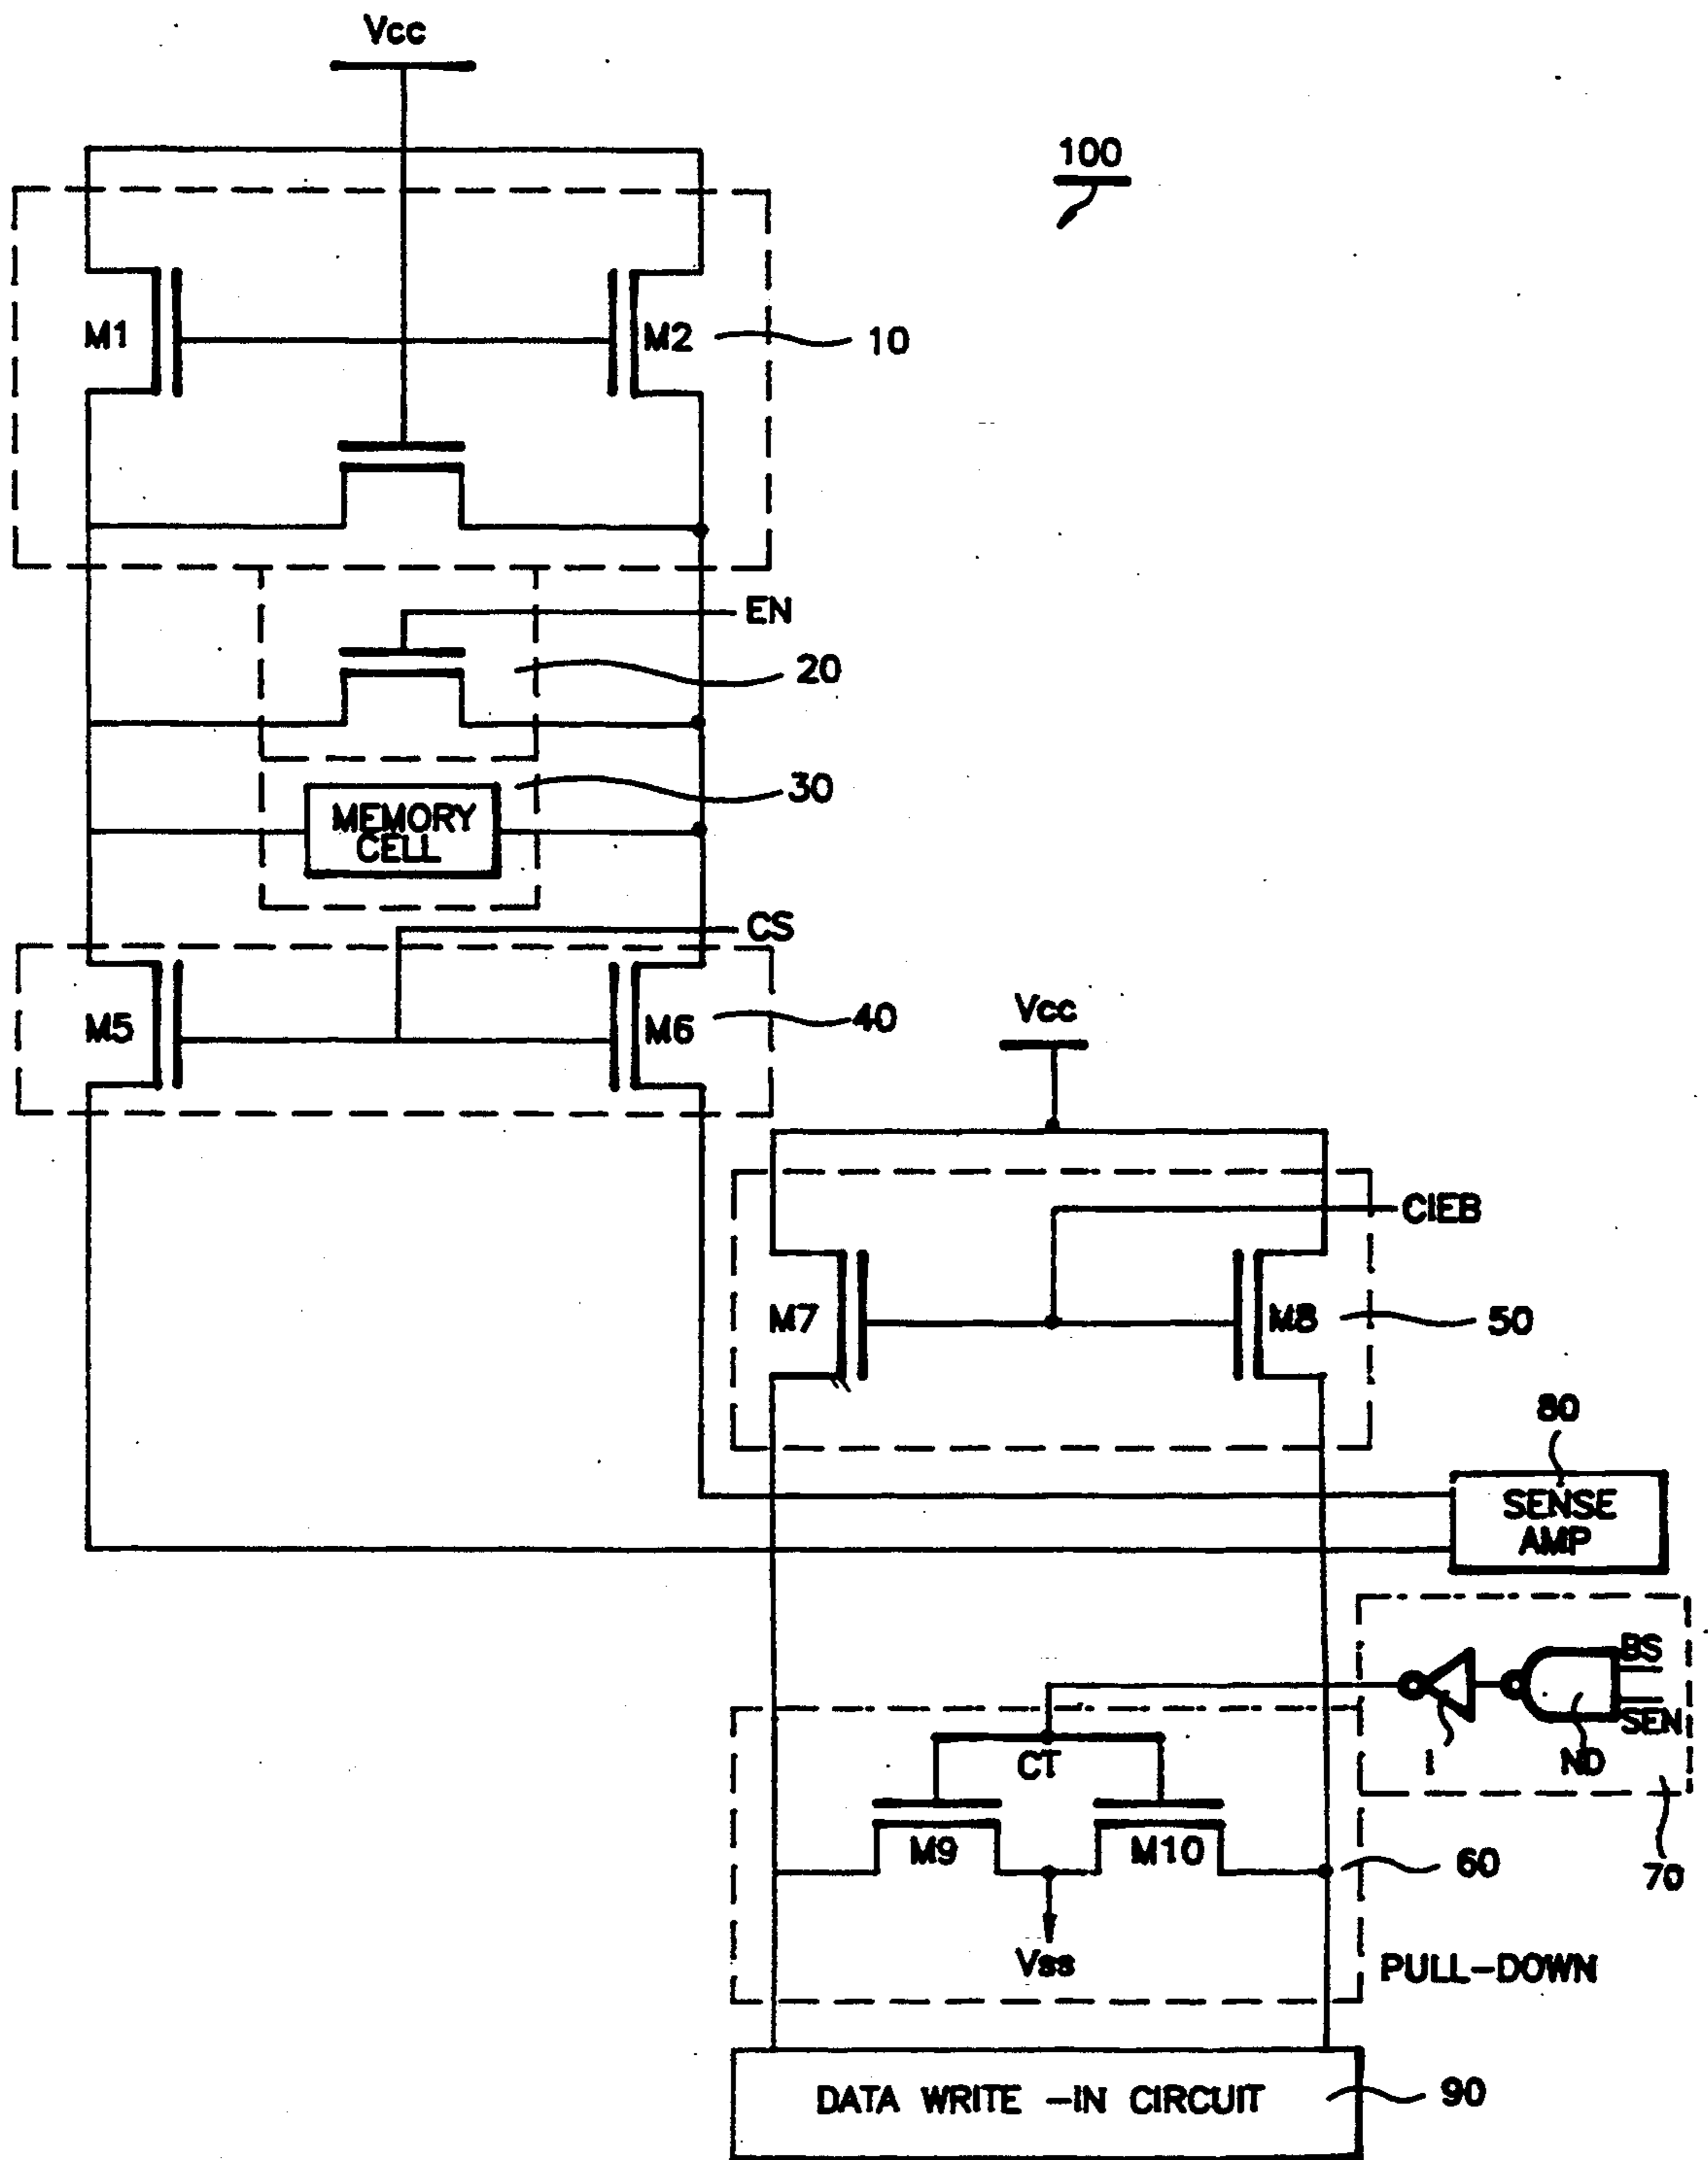 Vcc
100
M1
M2
10
EN
20
30
MEMORY
CELL
CS
M5
M6
40
Vcc
CIEB
M7
M8
50
80
SENSE
AMP
BS
SEN
I
ND
CT
M9
M10
60
70
Vss
PULL-DOWN
DATA WRITE -IN CIRCUIT
90